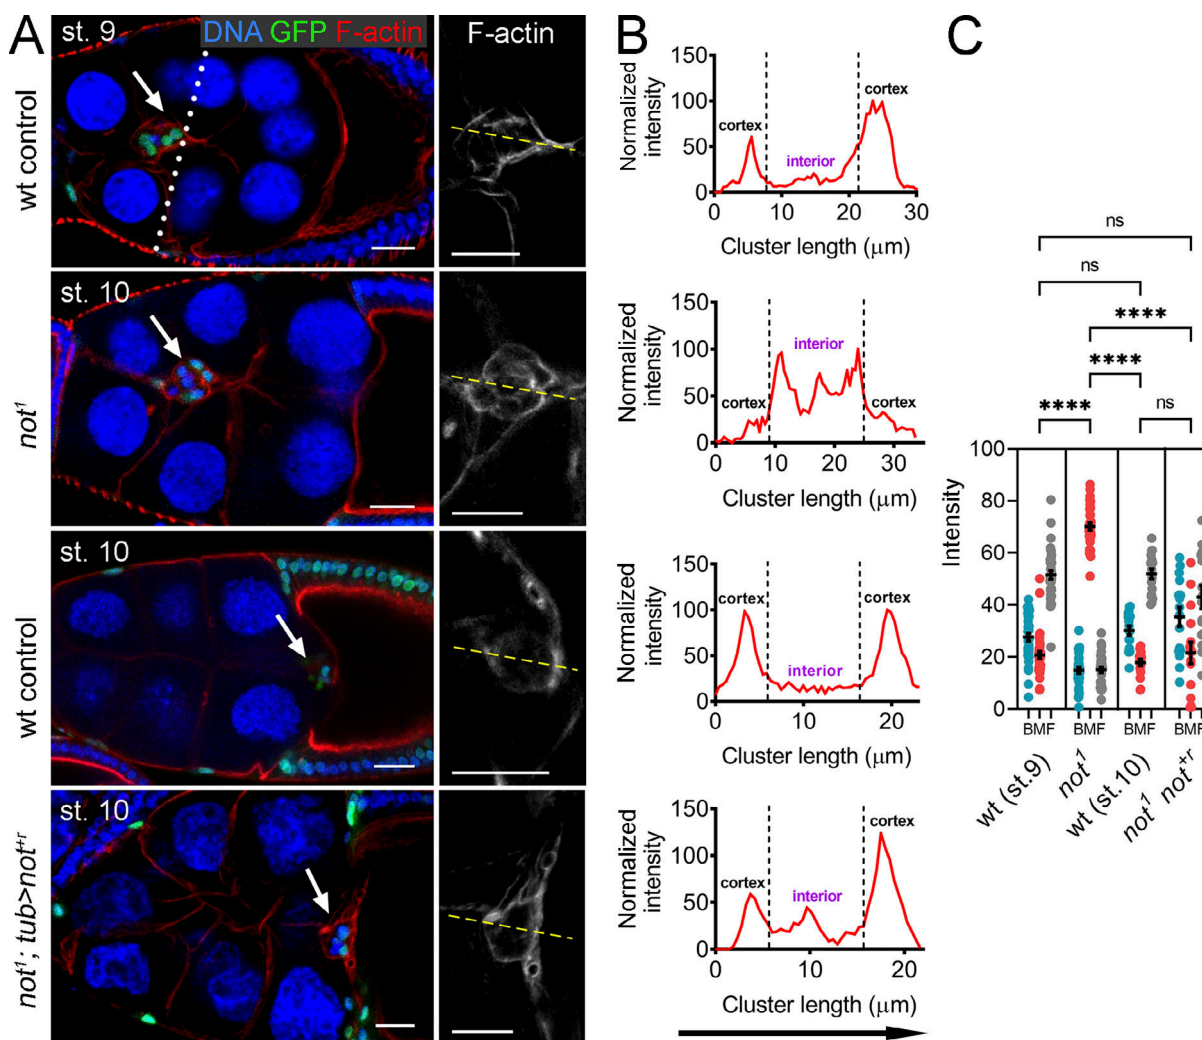 A
st. 9
DNA GFP F-actin
F-actin
wt control
st. 10
not¹
st. 10
wt control
st. 10
not¹; tub>not⁺ʳ
B
Normalized
intensity
150
100
50
0
cortex
interior
cortex
0 10 20 30
Cluster length (μm)
Normalized
intensity
150
100
50
0
cortex
interior
cortex
0 10 20 30
Cluster length (μm)
Normalized
intensity
150
100
50
0
cortex
interior
cortex
0 10 20
Cluster length (μm)
Normalized
intensity
150
100
50
0
cortex
interior
cortex
0 10 20
Cluster length (μm)
C
ns
ns
****
****
**** ns
Intensity
100
80
60
40
20
0
BMF BMF BMF BMF
wt (st.9)
not¹
wt (st.10)
not¹ not⁺ʳ